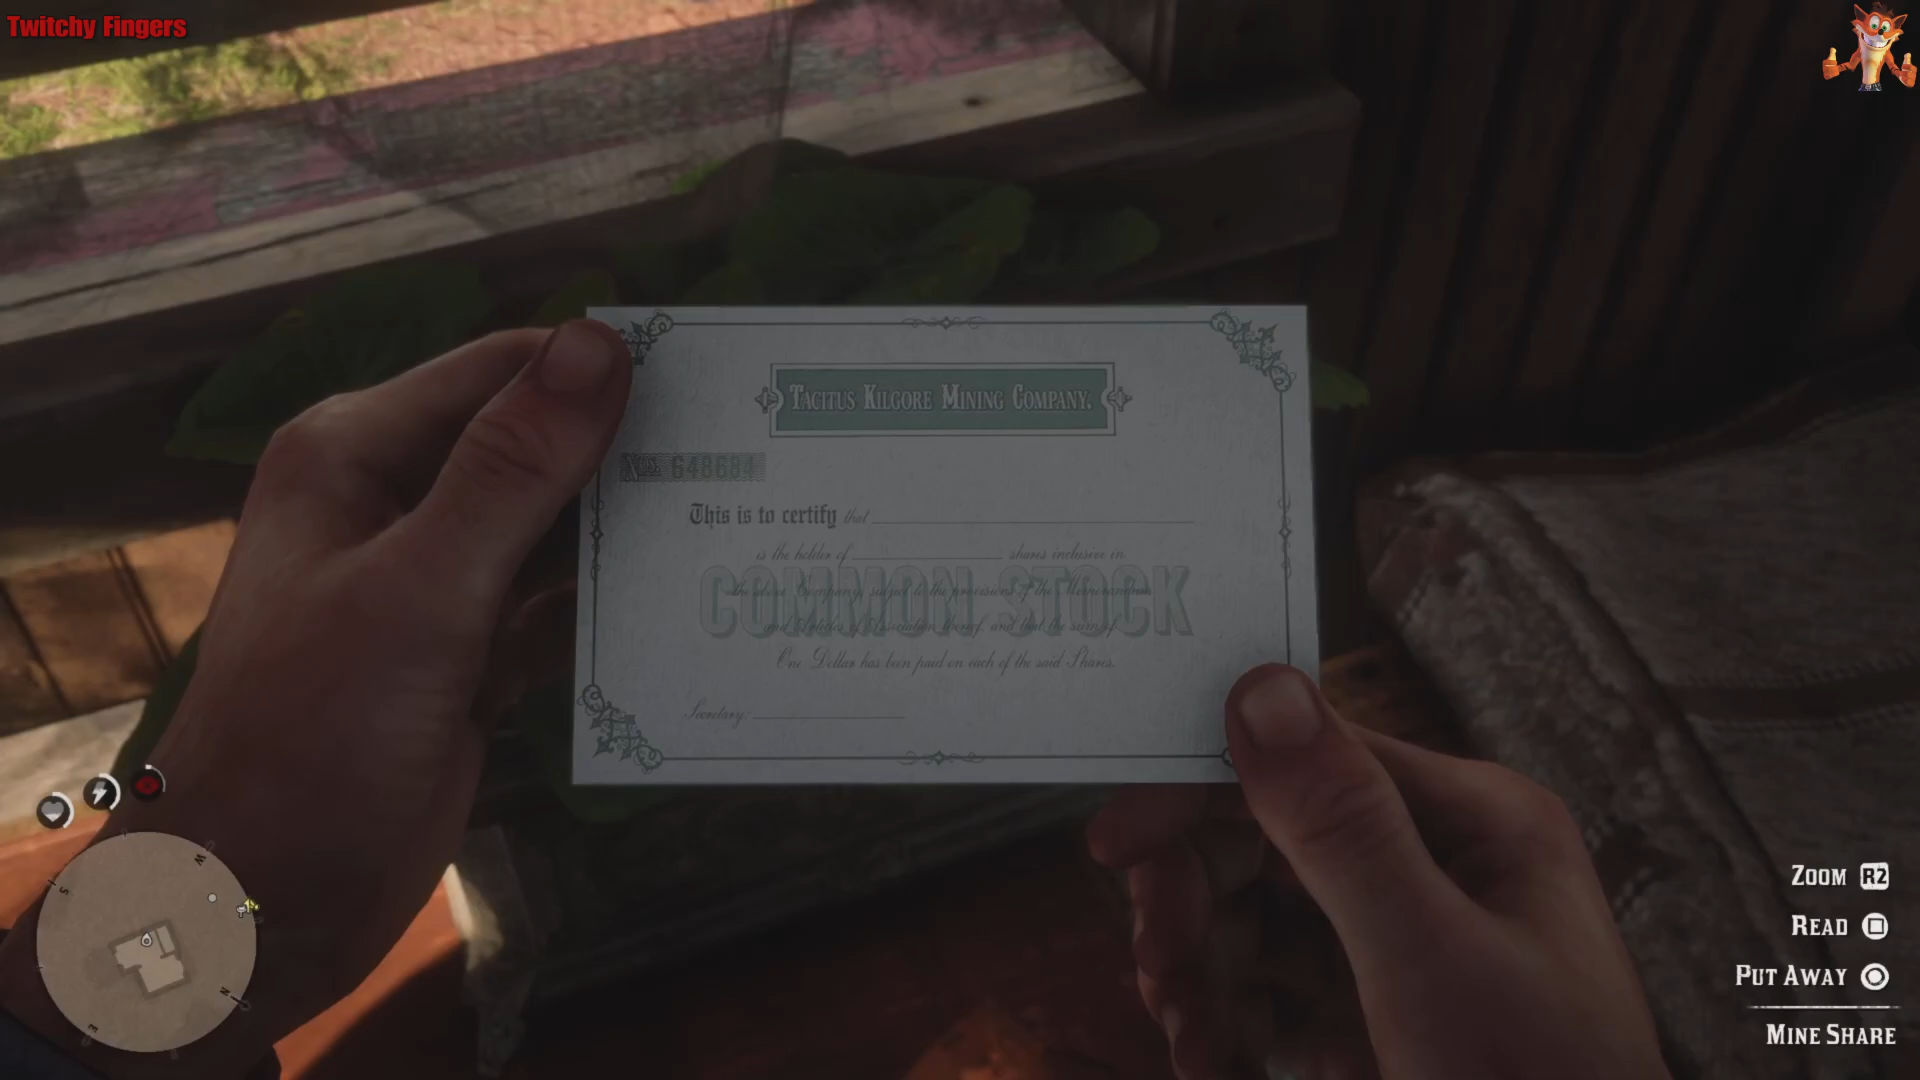 Twitchy Fingers
TACITUS KILGORE MINING COMPANY.
Nos. 648684
This is to certify that
is the holder of shares inclusive in
COMMON STOCK
the above Company, subject to the provisions of the Memorandum
and Articles of Association thereof, and that the sum of
One Dollar has been paid on each of the said Shares.
Secretary:
W
S
N
E
ZOOM R2
READ
PUT AWAY
MINE SHARE